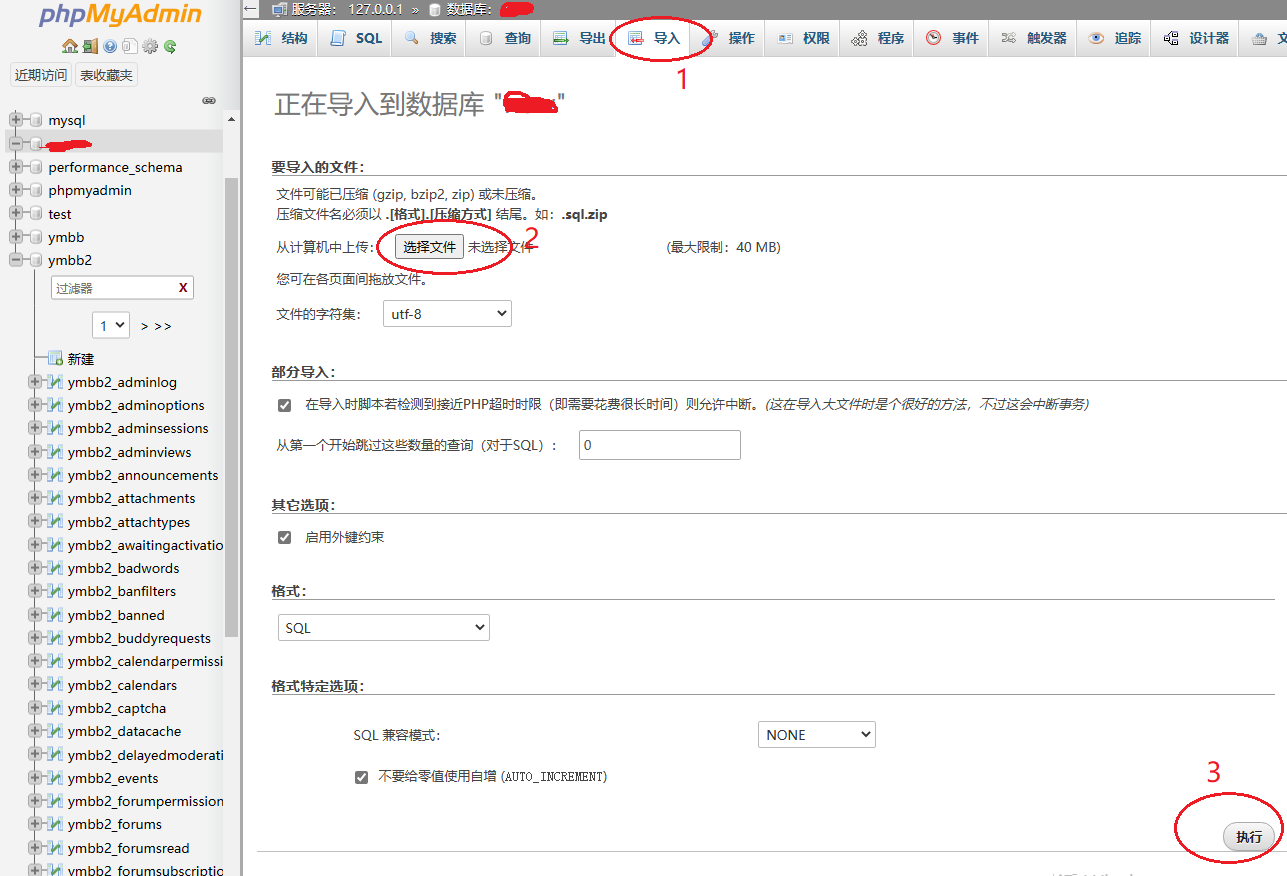 phpMyAdmin
近期访问 表收藏夹
mysql
performance_schema
phpmyadmin
test
ymbb
ymbb2
过滤器 X
1 > >>
新建
ymbb2_adminlog
ymbb2_adminoptions
ymbb2_adminsessions
ymbb2_adminviews
ymbb2_announcements
ymbb2_attachments
ymbb2_attachtypes
ymbb2_awaitingactivatio
ymbb2_badwords
ymbb2_banfilters
ymbb2_banned
ymbb2_buddyrequests
ymbb2_calendarpermissi
ymbb2_calendars
ymbb2_captcha
ymbb2_datacache
ymbb2_delayedmoderati
ymbb2_events
ymbb2_forumpermission
ymbb2_forums
ymbb2_forumsread
ymbb2_forumsubscriptio
服务器: 127.0.0.1 » 数据库:
结构 SQL 搜索 查询 导出 导入 操作 权限 程序 事件 触发器 追踪 设计器
1
正在导入到数据库 " "
要导入的文件:
文件可能已压缩 (gzip, bzip2, zip) 或未压缩。
压缩文件名必须以 .[格式].[压缩方式] 结尾。如：.sql.zip
从计算机中上传: 选择文件 未选择文件 (最大限制：40 MB)
2
您可在各页面间拖放文件。
文件的字符集: utf-8
部分导入:
在导入时脚本若检测到接近PHP超时时限（即需要花费很长时间）则允许中断。(这在导入大文件时是个很好的方法，不过这会中断事务)
从第一个开始跳过这些数量的查询（对于SQL）: 0
其它选项:
启用外键约束
格式:
SQL
格式特定选项:
SQL 兼容模式: NONE
不要给零值使用自增 (AUTO_INCREMENT)
3
执行